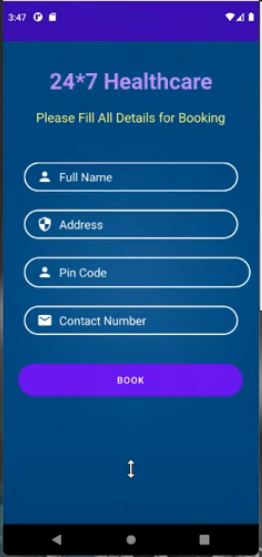 3:47
24*7 Healthcare
Please Fill All Details for Booking
Full Name
Address
Pin Code
Contact Number
BOOK